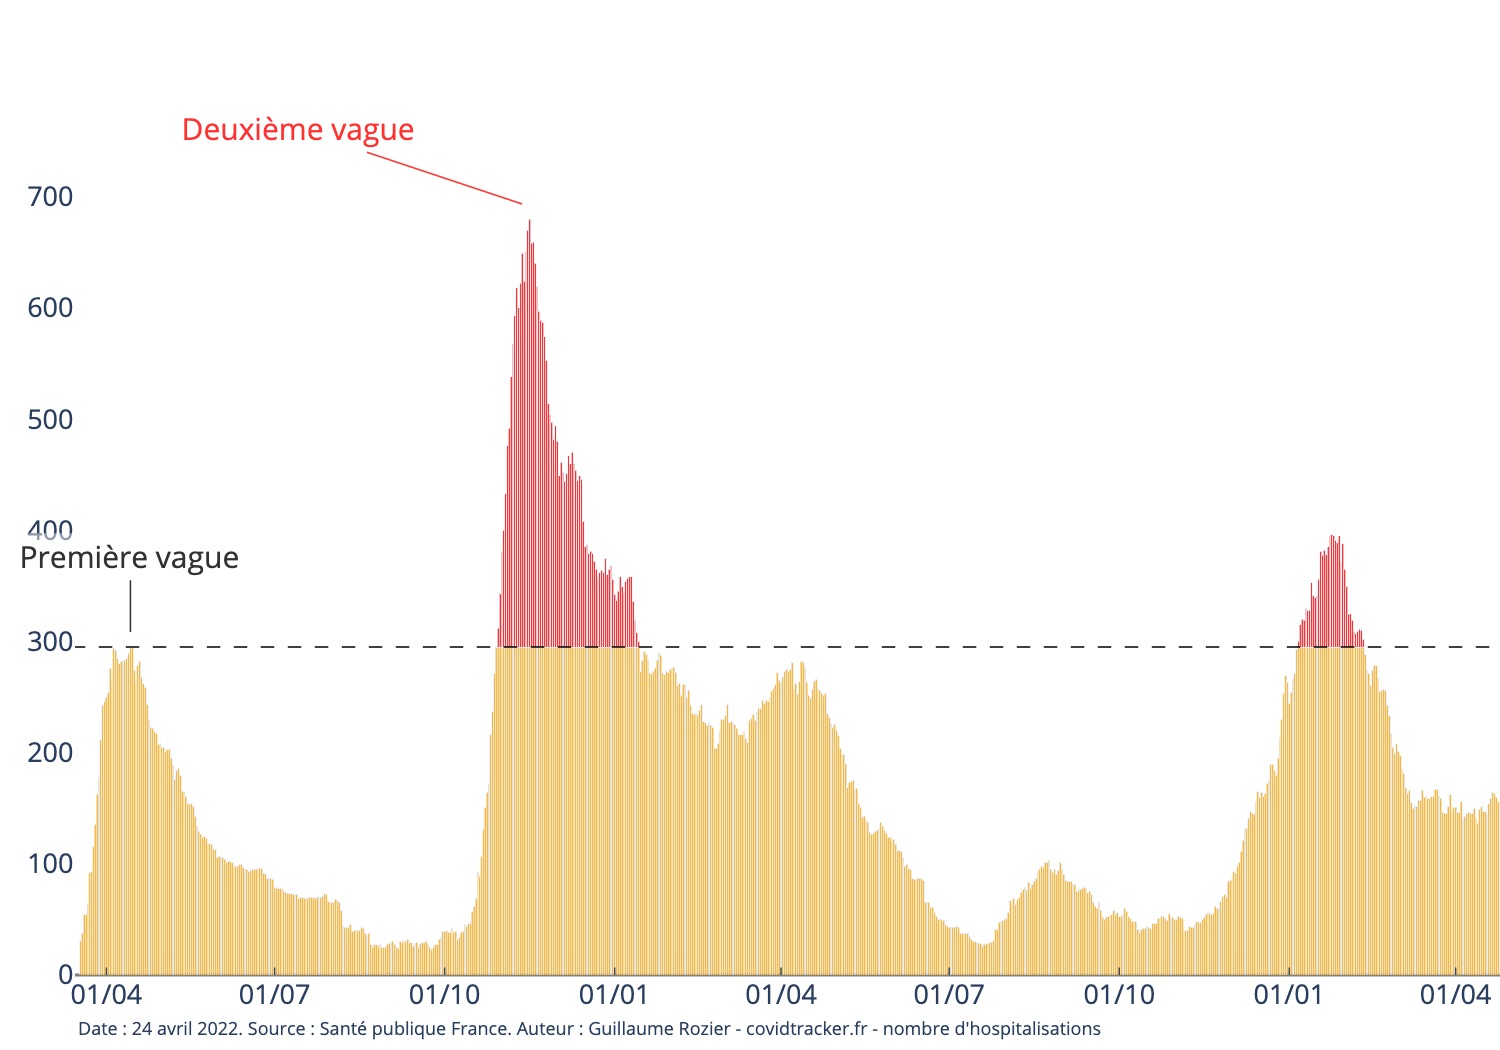 Deuxième vague
700
600
500
400
Première vague
300
200
100
0
01/04 01/07 01/10 01/01 01/04 01/07 01/10 01/01 01/04
Date : 24 avril 2022. Source : Santé publique France. Auteur : Guillaume Rozier - covidtracker.fr - nombre d'hospitalisations